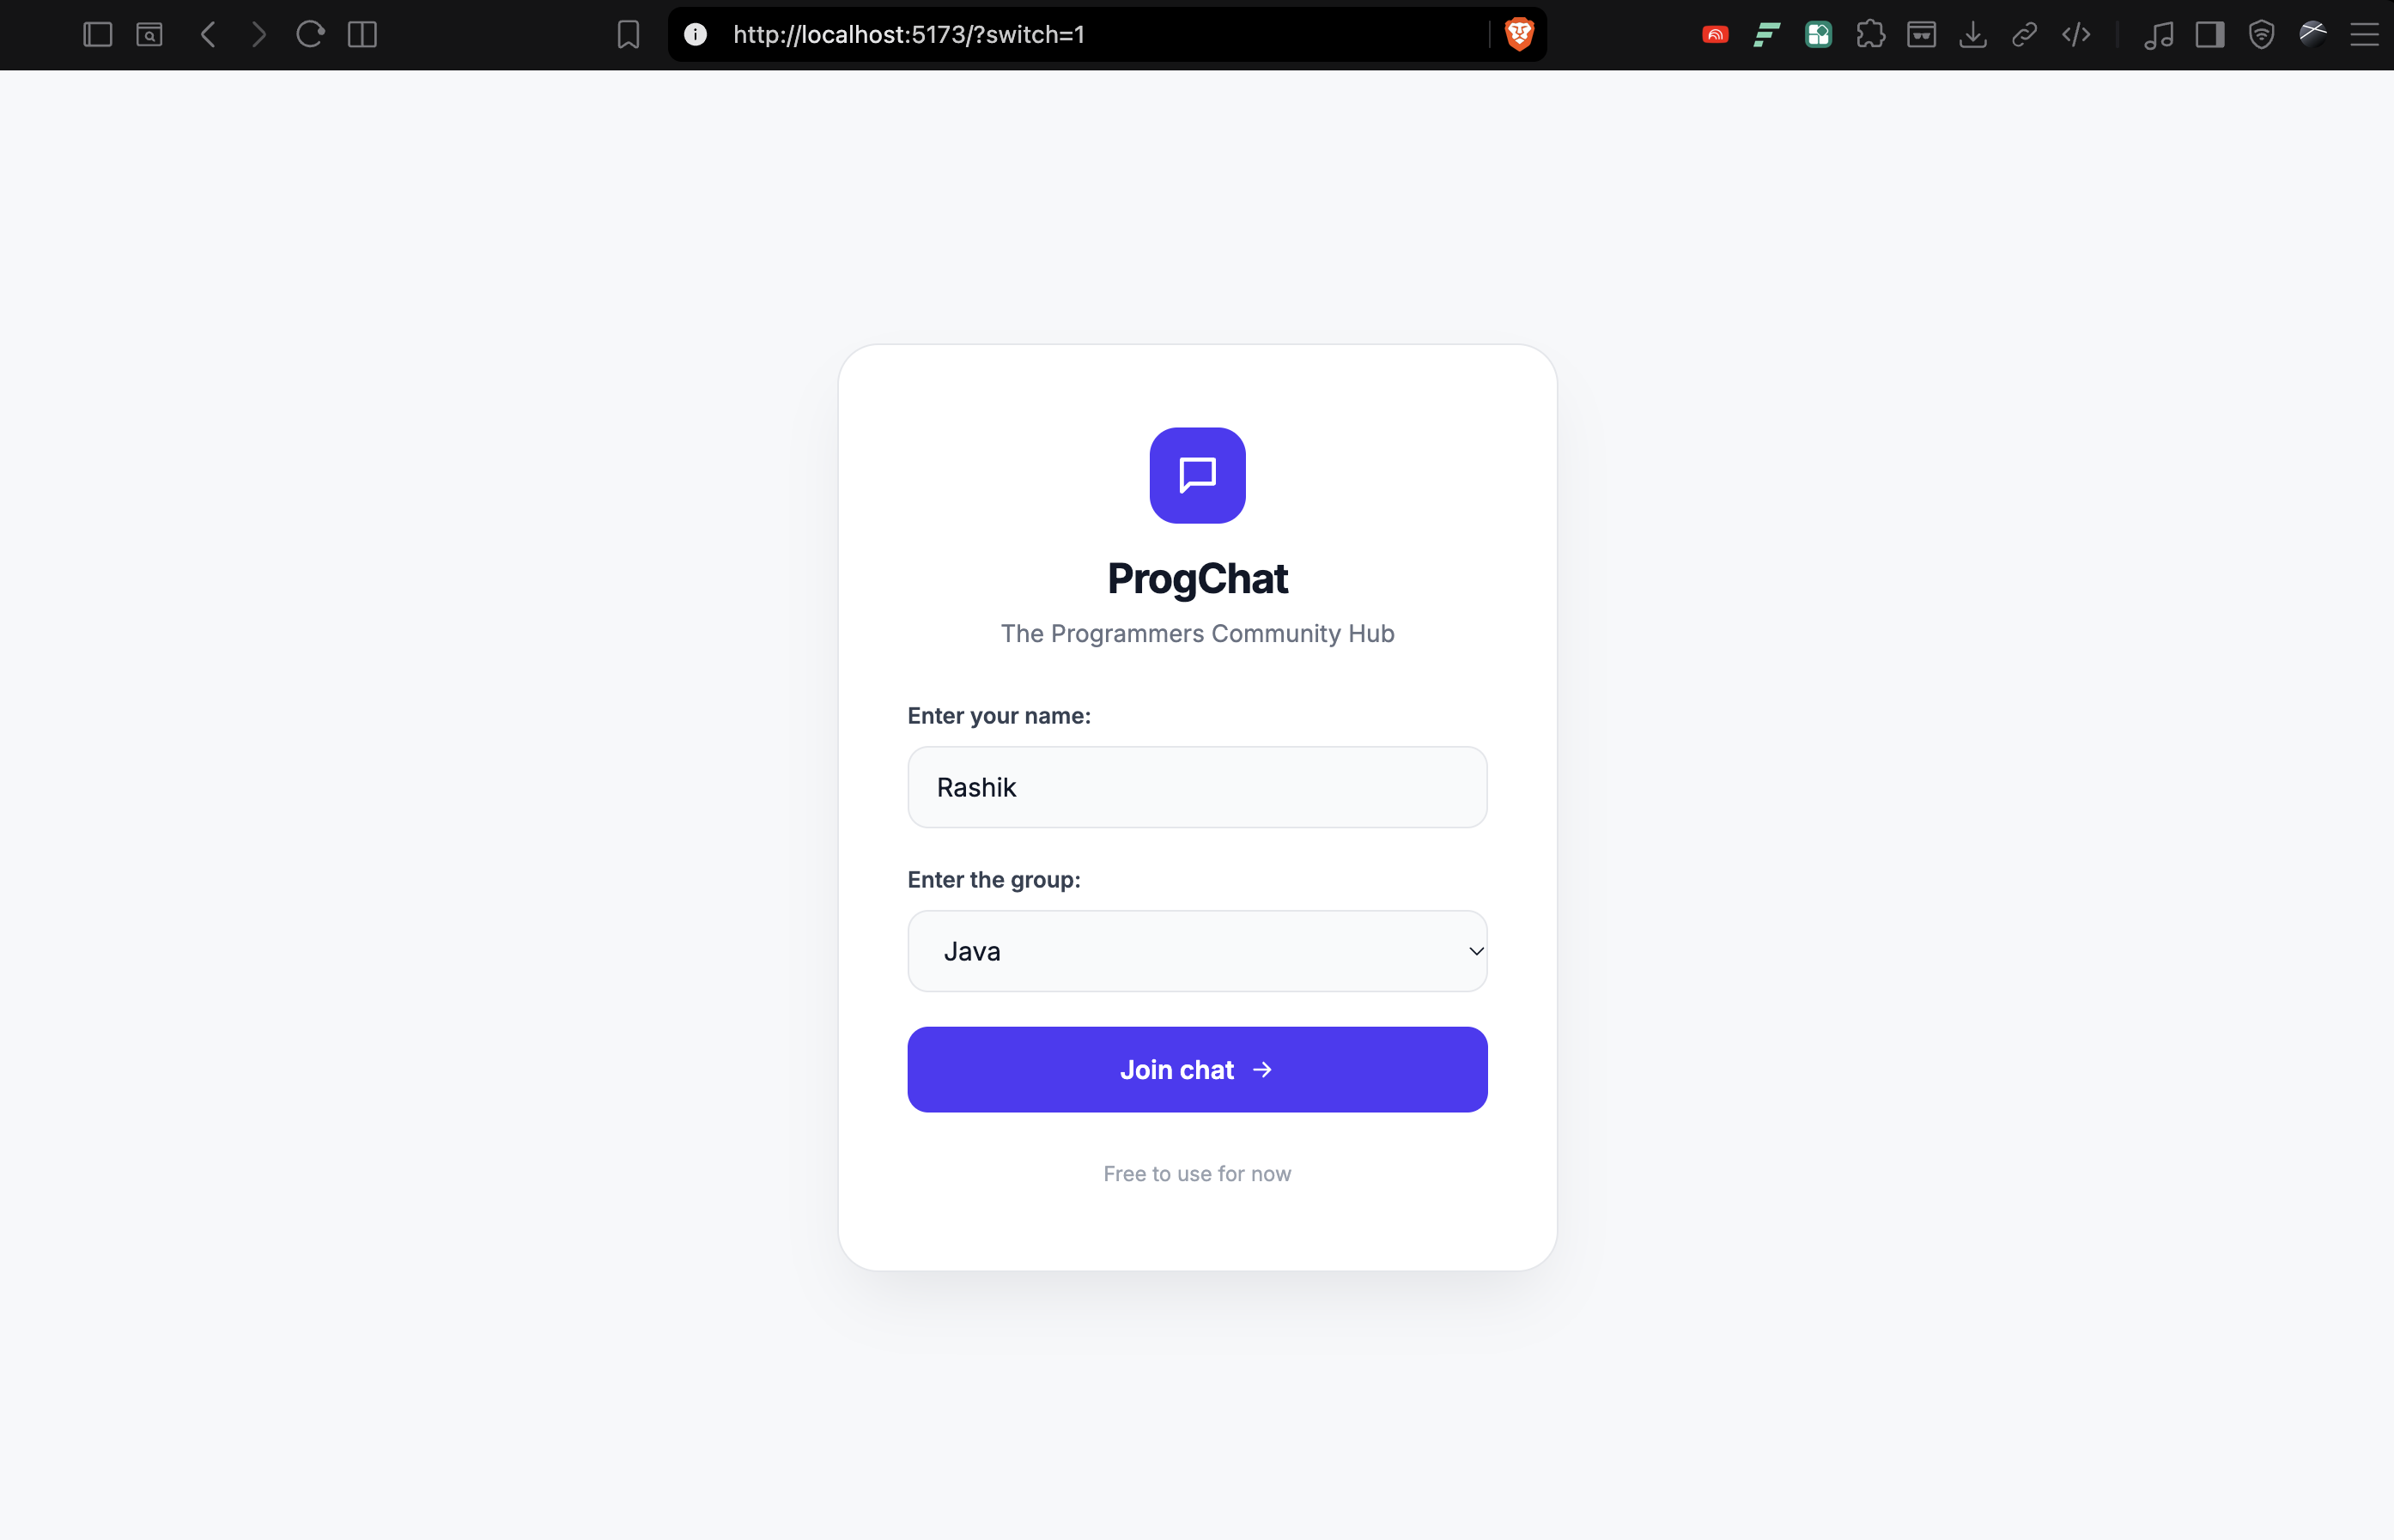 http://localhost:5173/?switch=1
ProgChat
The Programmers Community Hub
Enter your name:
Rashik
Enter the group:
Java
Join chat →
Free to use for now